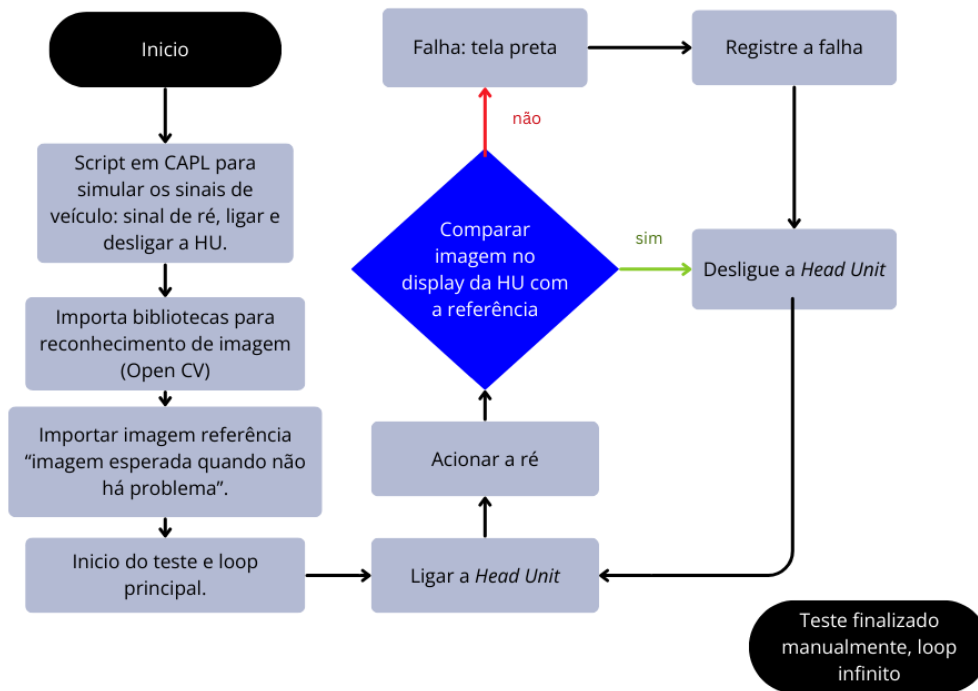 Inicio
Script em CAPL para
simular os sinais de
veículo: sinal de ré, ligar e
desligar a HU.
Importa bibliotecas para
reconhecimento de imagem
(Open CV)
Importar imagem referência
“imagem esperada quando não
há problema”.
Inicio do teste e loop
principal.
Ligar a Head Unit
Acionar a ré
Comparar
imagem no
display da HU com
a referência
não
sim
Falha: tela preta
Registre a falha
Desligue a Head Unit
Teste finalizado
manualmente, loop
infinito